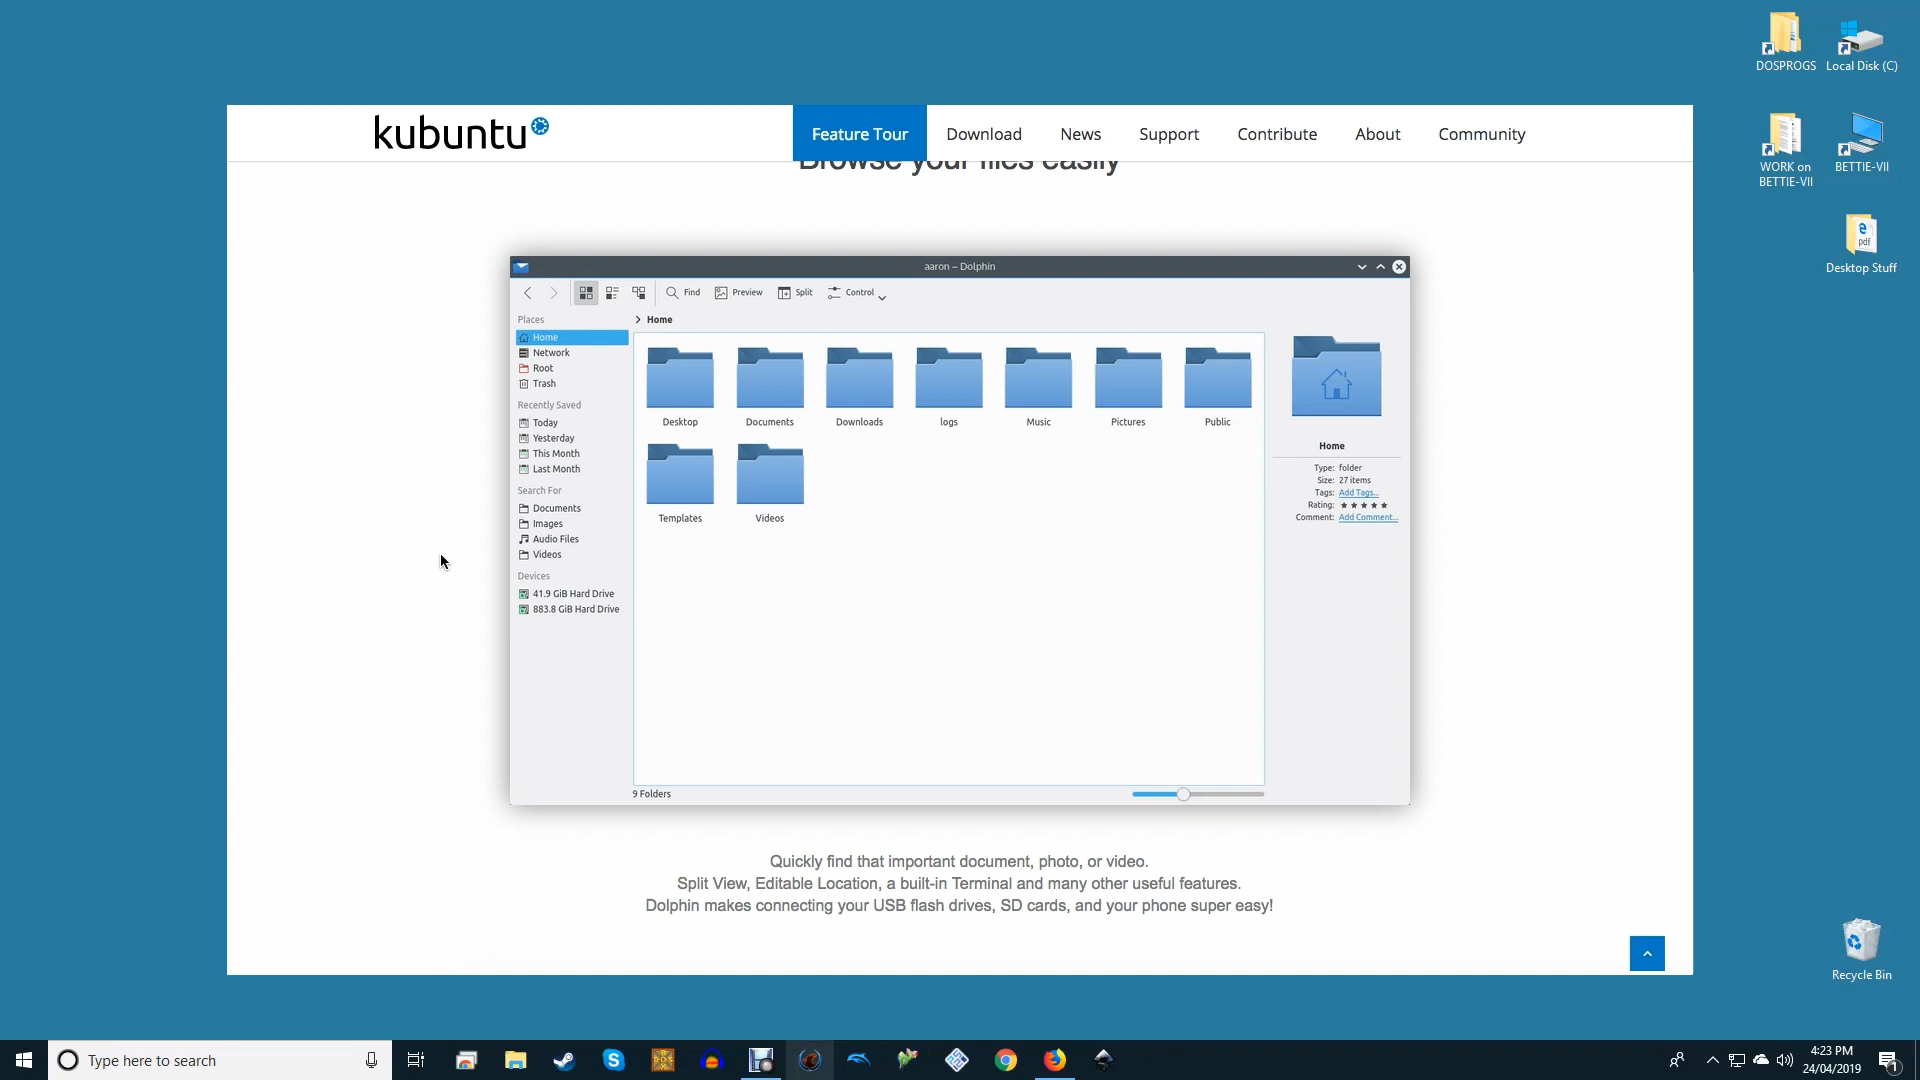 DOSPROGS
Local Disk (C)
WORK on
BETTIE-VII
BETTIE-VII
pdf
Desktop Stuff
Recycle Bin
kubuntu
Feature Tour
Download
News
Support
Contribute
About
Community
Browse your files easily
aaron – Dolphin
Find
Preview
Split
Control
Places
Home
Network
Root
Trash
Recently Saved
Today
Yesterday
This Month
Last Month
Search For
Documents
Images
Audio Files
Videos
Devices
41.9 GiB Hard Drive
883.8 GiB Hard Drive
Home
Desktop
Documents
Downloads
logs
Music
Pictures
Public
Templates
Videos
9 Folders
Home
Type: folder
Size: 27 items
Tags: Add Tags...
Rating:
Comment: Add Comment...
Quickly find that important document, photo, or video.
Split View, Editable Location, a built-in Terminal and many other useful features.
Dolphin makes connecting your USB flash drives, SD cards, and your phone super easy!
Type here to search
DOS
4:23 PM
24/04/2019
1